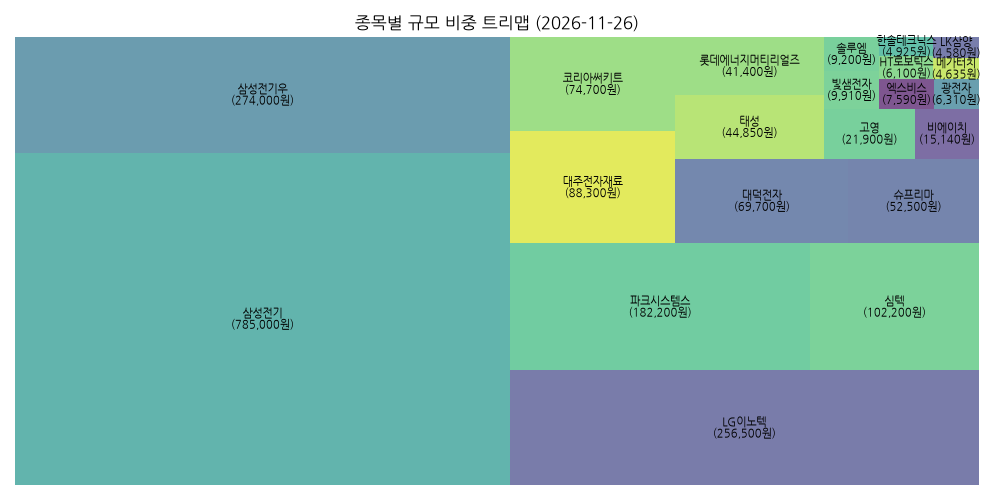 종목별 규모 비중 트리맵 (2026-11-26)
삼성전기우
(274,000원)
삼성전기
(785,000원)
코리아써키트
(74,700원)
대주전자재료
(88,300원)
롯데에너지머티리얼즈
(41,400원)
태성
(44,850원)
솔루엠
(9,200원)
빛샘전자
(9,910원)
한솔테크닉스
(4,925원)
LK삼양
(4,580원)
HT로보틱스
(6,100원)
메가터치
(4,635원)
엑스비스
(7,590원)
광전자
(6,310원)
고영
(21,900원)
비에이치
(15,140원)
대덕전자
(69,700원)
슈프리마
(52,500원)
파크시스템스
(182,200원)
심텍
(102,200원)
LG이노텍
(256,500원)